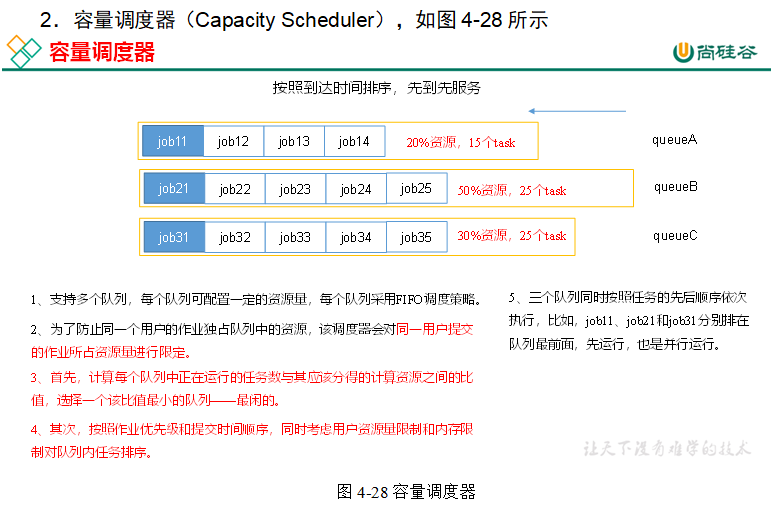 2．容量调度器（Capacity Scheduler），如图 4-28 所示
容量调度器
尚硅谷
按照到达时间排序，先到先服务
job11 job12 job13 job14 20%资源，15个task queueA
job21 job22 job23 job24 job25 50%资源，25个task queueB
job31 job32 job33 job34 job35 30%资源，25个task queueC
1、支持多个队列，每个队列可配置一定的资源量，每个队列采用FIFO调度策略。
2、为了防止同一个用户的作业独占队列中的资源，该调度器会对同一用户提交
的作业所占资源量进行限定。
3、首先，计算每个队列中正在运行的任务数与其应该分得的计算资源之间的比
值，选择一个该比值最小的队列——最闲的。
4、其次，按照作业优先级和提交时间顺序，同时考虑用户资源量限制和内存限
制对队列内任务排序。
5、三个队列同时按照任务的先后顺序依次
执行，比如，job11、job21和job31分别排在
队列最前面，先运行，也是并行运行。
让天下没有难学的技术
图 4-28 容量调度器